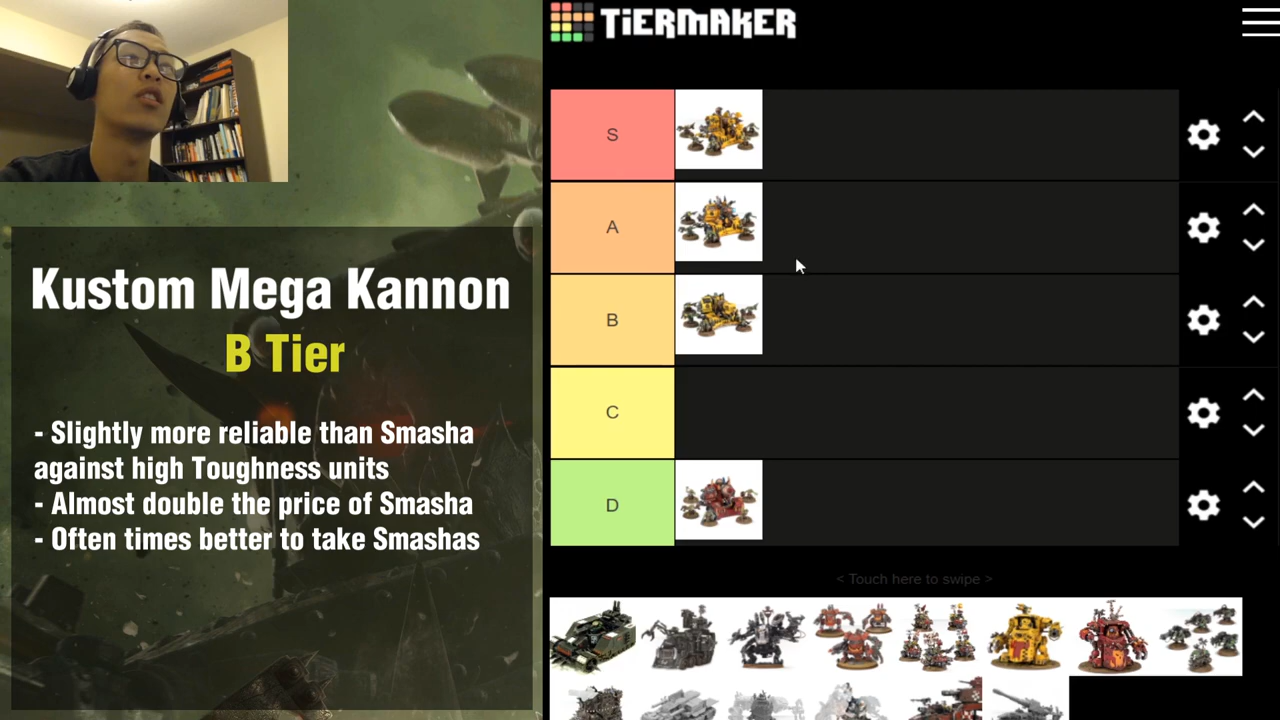 TiERMAKER
Kustom Mega Kannon
B Tier
- Slightly more reliable than Smasha
against high Toughness units
- Almost double the price of Smasha
- Often times better to take Smashas
S
A
B
C
D
< Touch here to swipe >